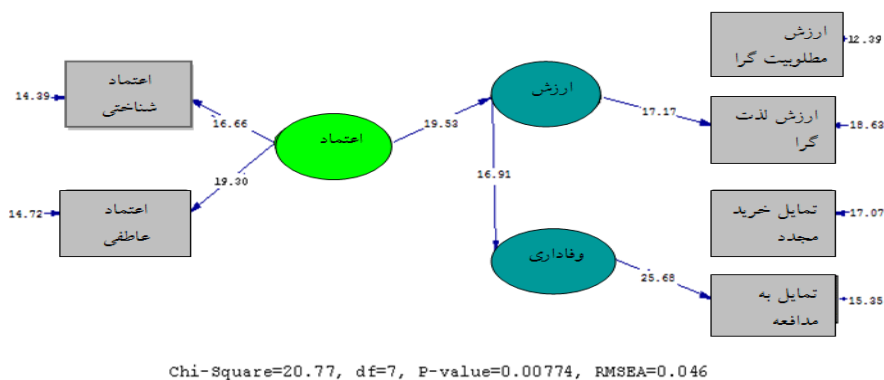 ارزش
مطلوبیت گرا
12.39
اعتماد
شناختی
14.39
ارزش
ارزش لذت
گرا
17.17
18.63
16.66
اعتماد
19.53
19.30
16.91
اعتماد
عاطفی
14.72
تمایل خرید
مجدد
17.07
وفاداری
25.68
تمایل به
مدافعه
15.35
Chi-Square=20.77, df=7, P-value=0.00774, RMSEA=0.046